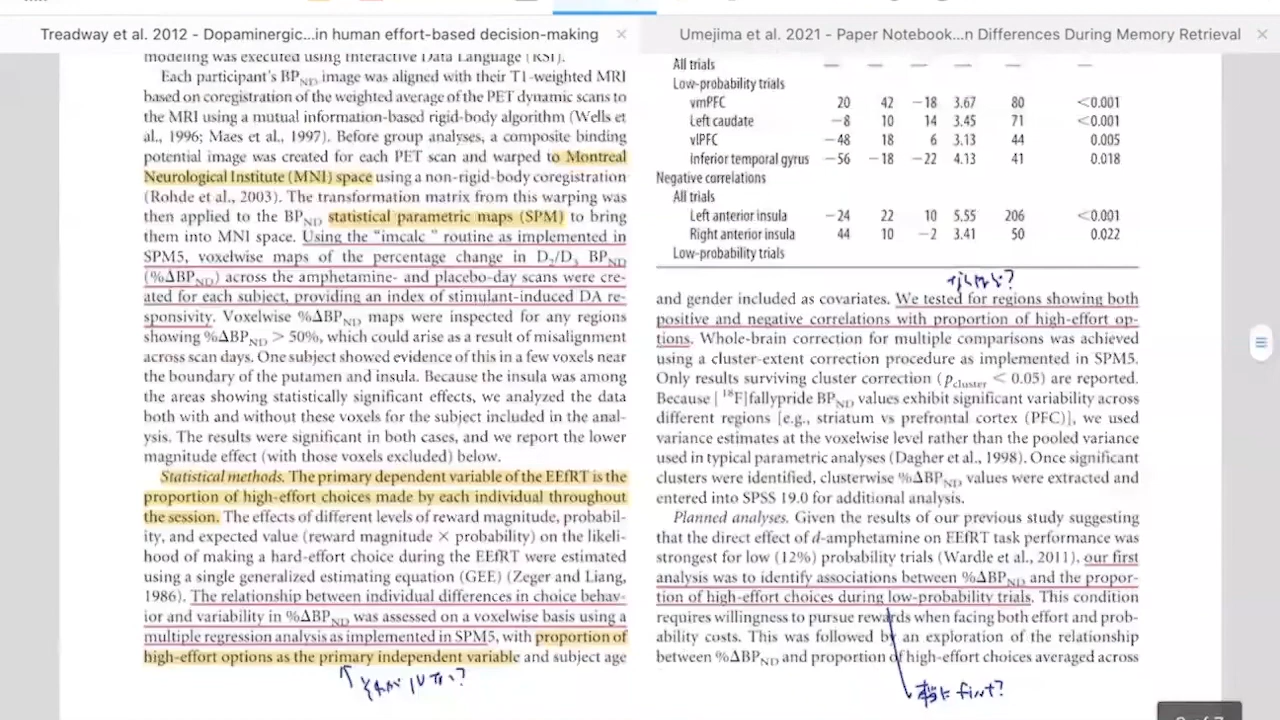 Treadway et al. 2012 - Dopaminergic...in human effort-based decision-making
Umejima et al. 2021 - Paper Notebook...n Differences During Memory Retrieval
modeling was executed using Interactive Data Language (RSI).
Each participant's BPND image was aligned with their T1-weighted MRI
based on coregistration of the weighted average of the PET dynamic scans to
the MRI using a mutual information-based rigid-body algorithm (Wells et
al., 1996; Maes et al., 1997). Before group analyses, a composite binding
potential image was created for each PET scan and warped to Montreal
Neurological Institute (MNI) space using a non-rigid-body coregistration
(Rohde et al., 2003). The transformation matrix from this warping was
then applied to the BPND statistical parametric maps (SPM) to bring
them into MNI space. Using the "imcalc " routine as implemented in
SPM5, voxelwise maps of the percentage change in D2/D3 BPND
(%ΔBPND) across the amphetamine- and placebo-day scans were cre-
ated for each subject, providing an index of stimulant-induced DA re-
sponsivity. Voxelwise %ΔBPND maps were inspected for any regions
showing %ΔBPND > 50%, which could arise as a result of misalignment
across scan days. One subject showed evidence of this in a few voxels near
the boundary of the putamen and insula. Because the insula was among
the areas showing statistically significant effects, we analyzed the data
both with and without these voxels for the subject included in the anal-
ysis. The results were significant in both cases, and we report the lower
magnitude effect (with those voxels excluded) below.
Statistical methods. The primary dependent variable of the EEfRT is the
proportion of high-effort choices made by each individual throughout
the session. The effects of different levels of reward magnitude, probabil-
ity, and expected value (reward magnitude × probability) on the likeli-
hood of making a hard-effort choice during the EEfRT were estimated
using a single generalized estimating equation (GEE) (Zeger and Liang,
1986). The relationship between individual differences in choice behav-
ior and variability in %ΔBPND was assessed on a voxelwise basis using a
multiple regression analysis as implemented in SPM5, with proportion of
high-effort options as the primary independent variable and subject age
All trials — — — — — —
Low-probability trials
vmPFC 20 42 −18 3.67 80 <0.001
Left caudate −8 10 14 3.45 71 <0.001
vlPFC −48 18 6 3.13 44 0.005
Inferior temporal gyrus −56 −18 −22 4.13 41 0.018
Negative correlations
All trials
Left anterior insula −24 22 10 5.55 206 <0.001
Right anterior insula 44 10 −2 3.41 50 0.022
Low-probability trials
and gender included as covariates. We tested for regions showing both
positive and negative correlations with proportion of high-effort op-
tions. Whole-brain correction for multiple comparisons was achieved
using a cluster-extent correction procedure as implemented in SPM5.
Only results surviving cluster correction (pcluster < 0.05) are reported.
Because [18F]fallypride BPND values exhibit significant variability across
different regions [e.g., striatum vs prefrontal cortex (PFC)], we used
variance estimates at the voxelwise level rather than the pooled variance
used in typical parametric analyses (Dagher et al., 1998). Once significant
clusters were identified, clusterwise %ΔBPND values were extracted and
entered into SPSS 19.0 for additional analysis.
Planned analyses. Given the results of our previous study suggesting
that the direct effect of d-amphetamine on EEfRT task performance was
strongest for low (12%) probability trials (Wardle et al., 2011), our first
analysis was to identify associations between %ΔBPND and the propor-
tion of high-effort choices during low-probability trials. This condition
requires willingness to pursue rewards when facing both effort and prob-
ability costs. This was followed by an exploration of the relationship
between %ΔBPND and proportion of high-effort choices averaged across
first?